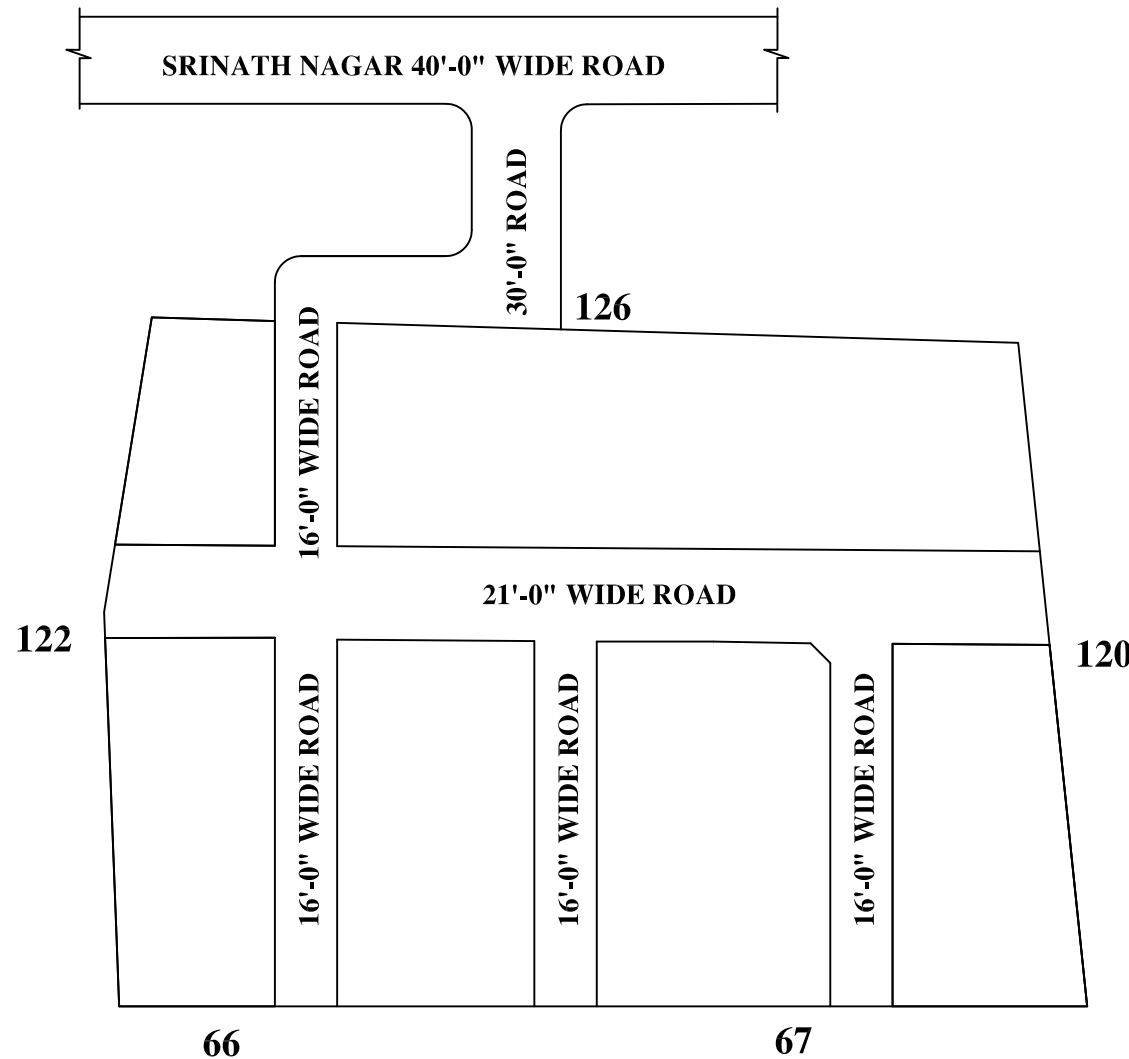 SRINATH NAGAR 40'-0" WIDE ROAD
30'-0" ROAD
126
16'-0" WIDE ROAD
21'-0" WIDE ROAD
122
120
16'-0" WIDE ROAD
16'-0" WIDE ROAD
16'-0" WIDE ROAD
66
67